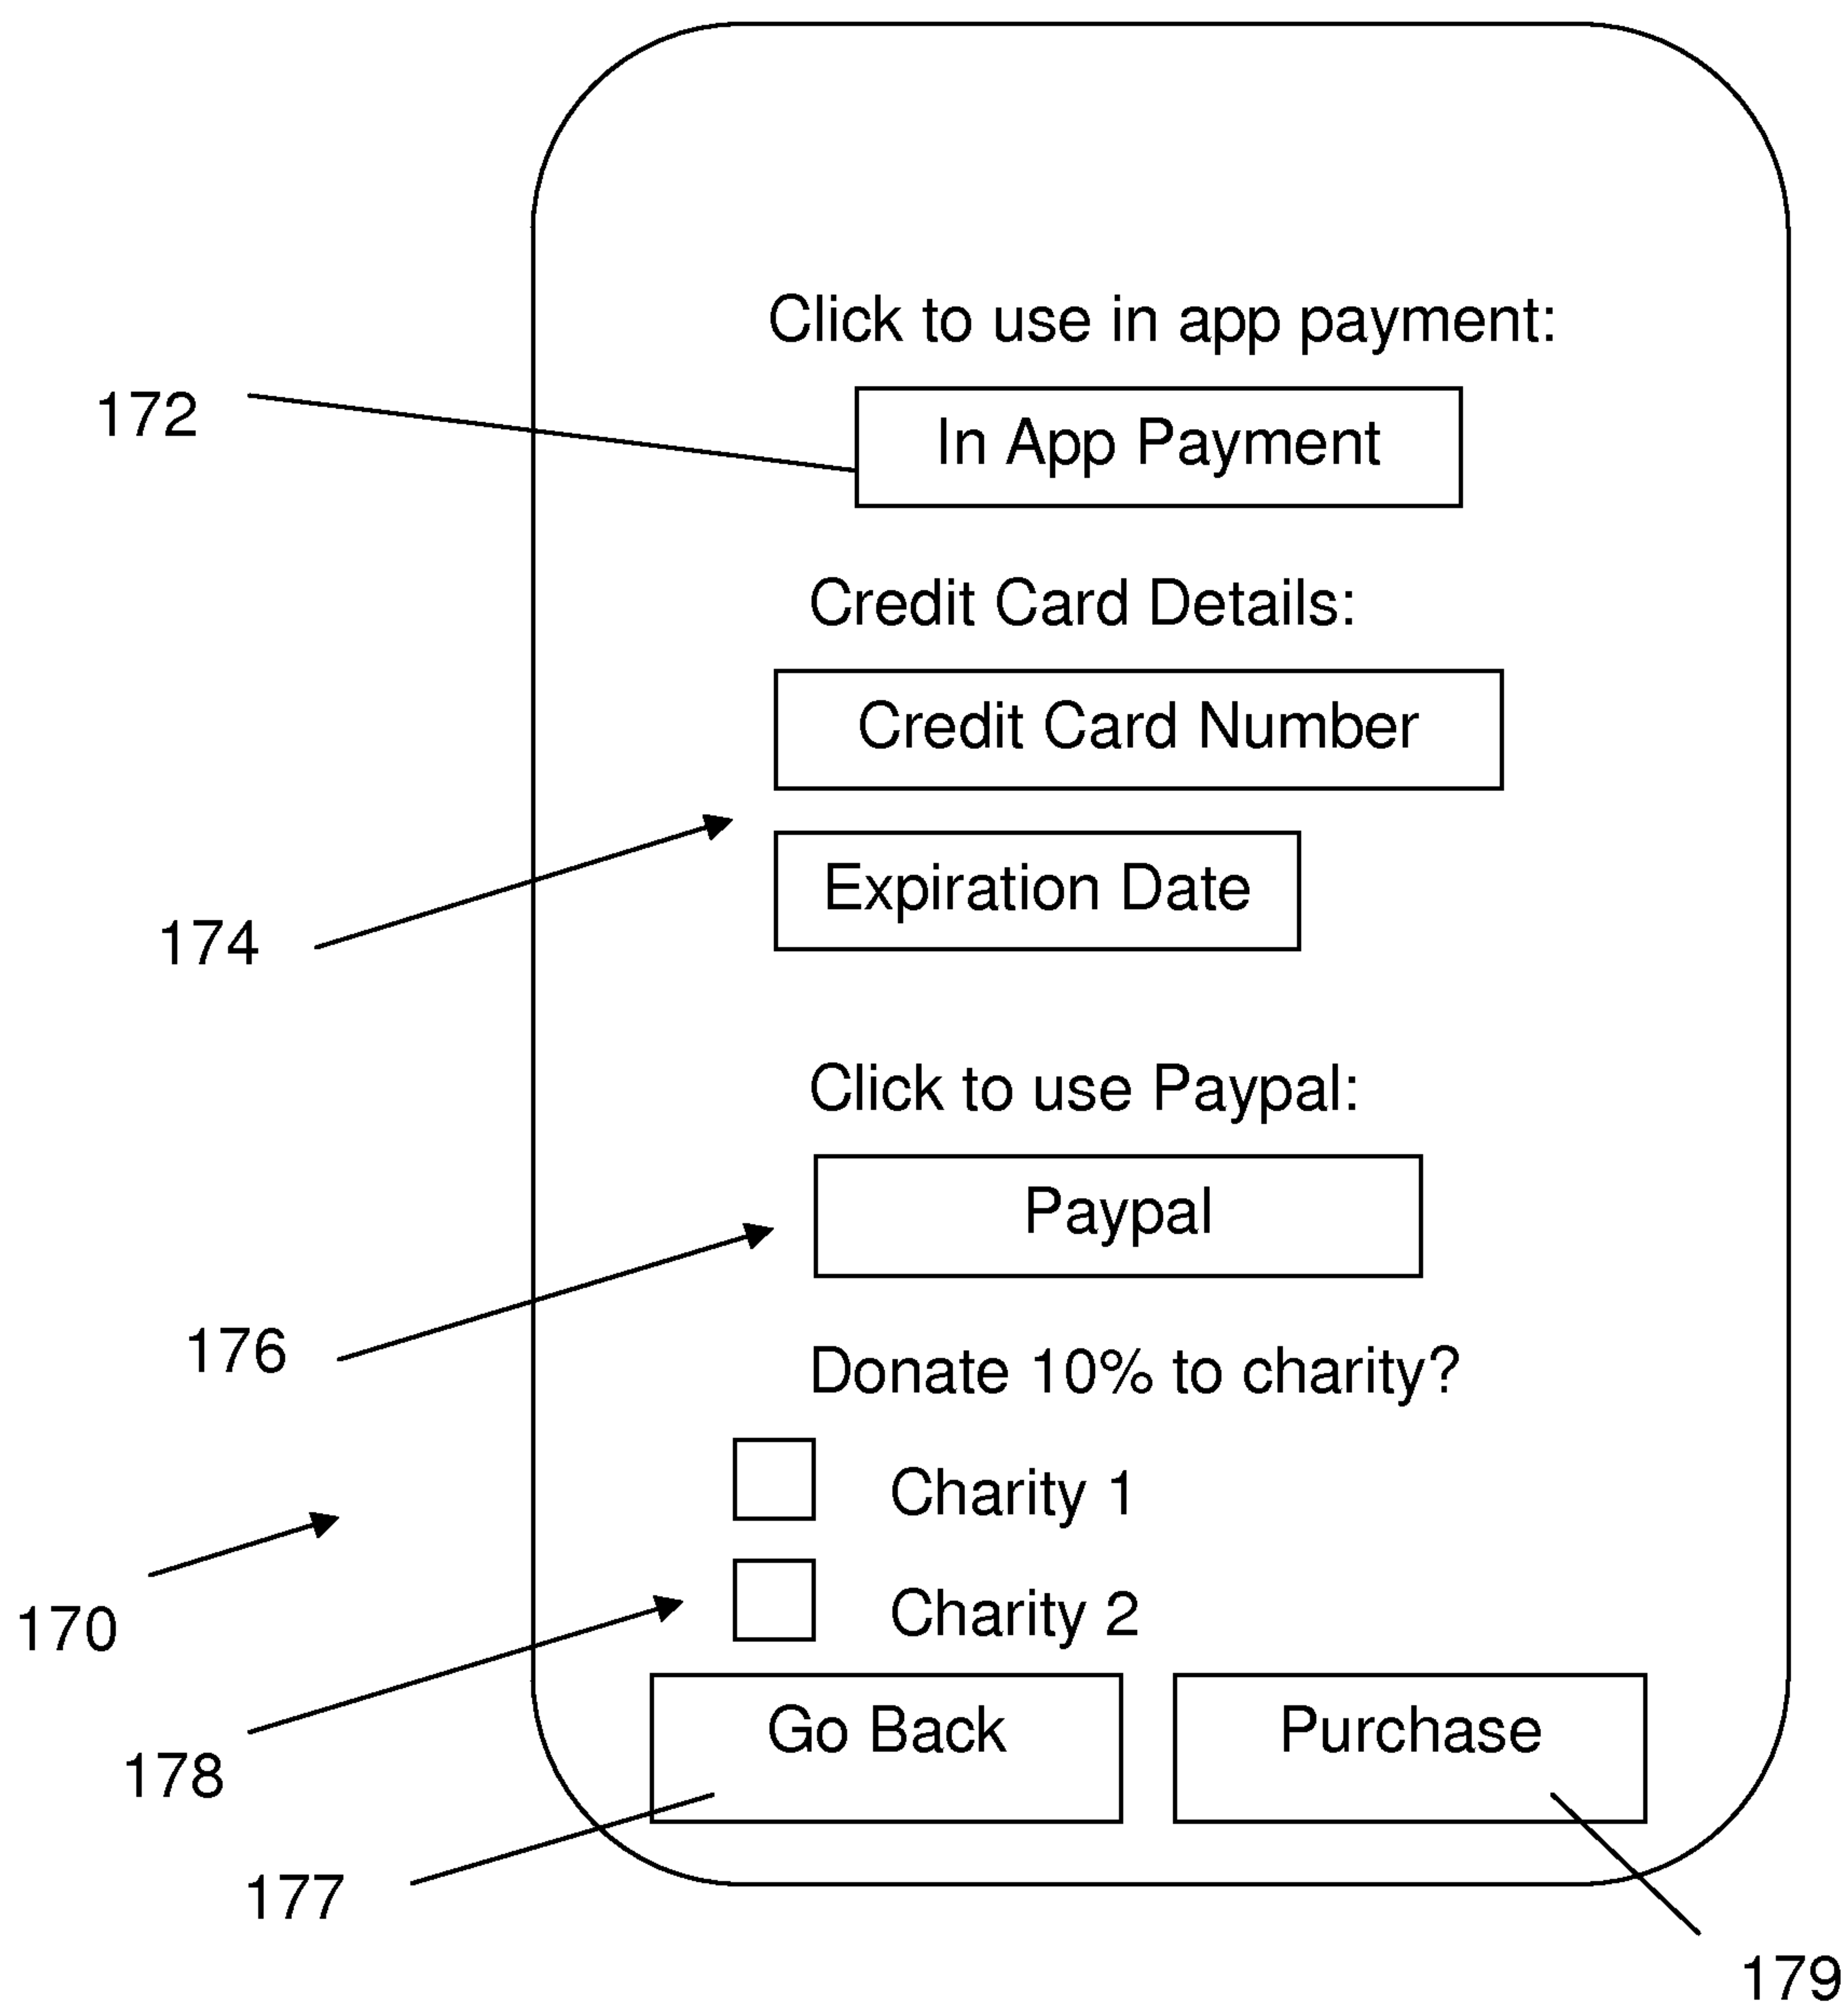 Click to use in app payment:
172
In App Payment
Credit Card Details:
Credit Card Number
174
Expiration Date
Click to use Paypal:
Paypal
176
Donate 10% to charity?
Charity 1
170
Charity 2
178
Go Back
Purchase
177
179